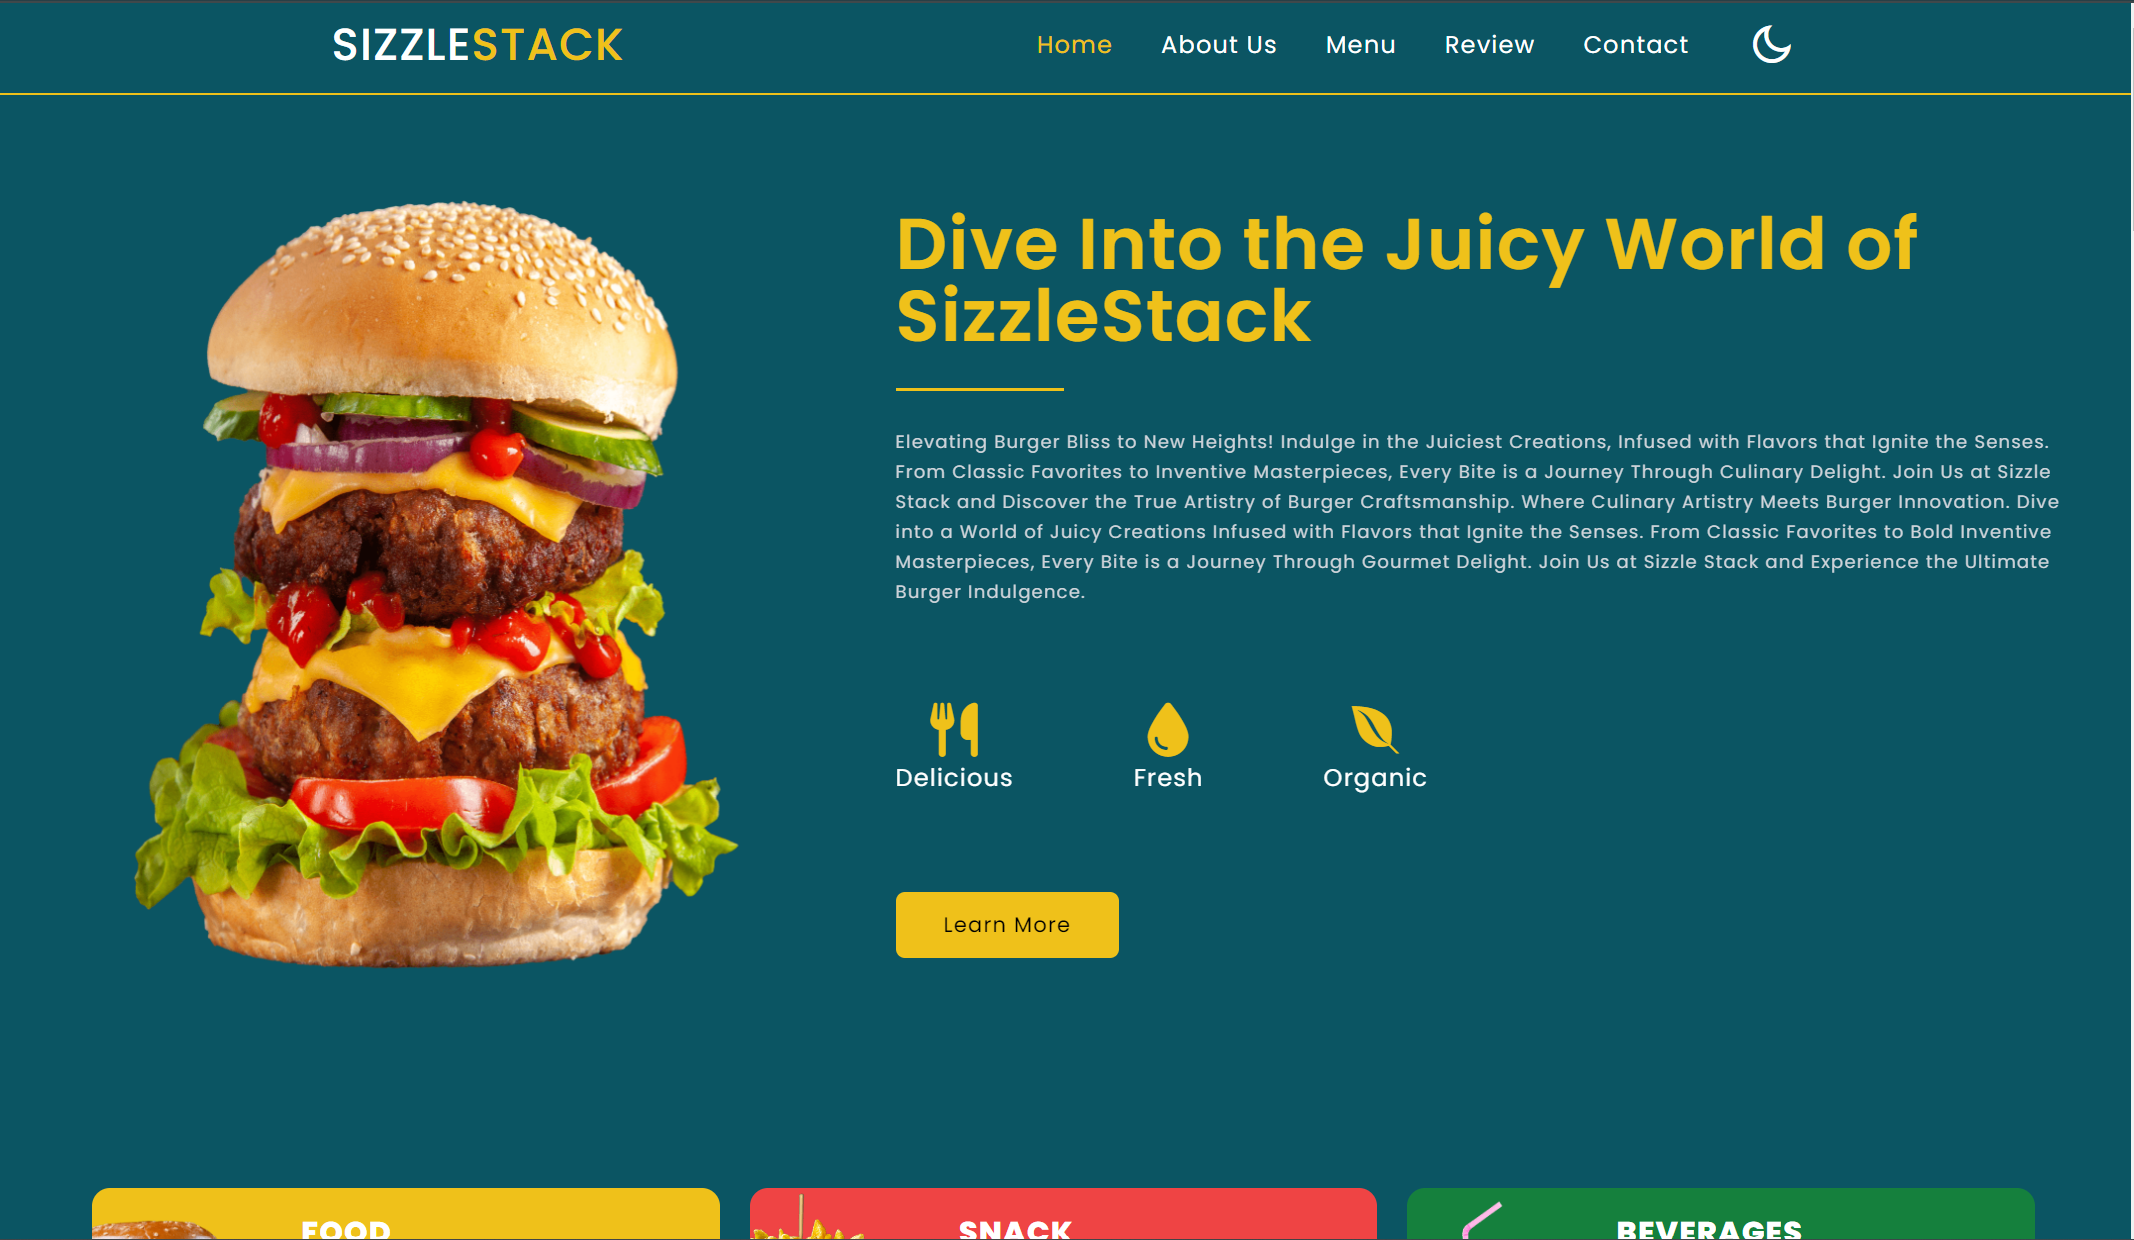 SIZZLESTACK
Home About Us Menu Review Contact
Dive Into the Juicy World of
SizzleStack
Elevating Burger Bliss to New Heights! Indulge in the Juiciest Creations, Infused with Flavors that Ignite the Senses.
From Classic Favorites to Inventive Masterpieces, Every Bite is a Journey Through Culinary Delight. Join Us at Sizzle
Stack and Discover the True Artistry of Burger Craftsmanship. Where Culinary Artistry Meets Burger Innovation. Dive
into a World of Juicy Creations Infused with Flavors that Ignite the Senses. From Classic Favorites to Bold Inventive
Masterpieces, Every Bite is a Journey Through Gourmet Delight. Join Us at Sizzle Stack and Experience the Ultimate
Burger Indulgence.
Delicious Fresh Organic
Learn More
FOOD SNACK BEVERAGES